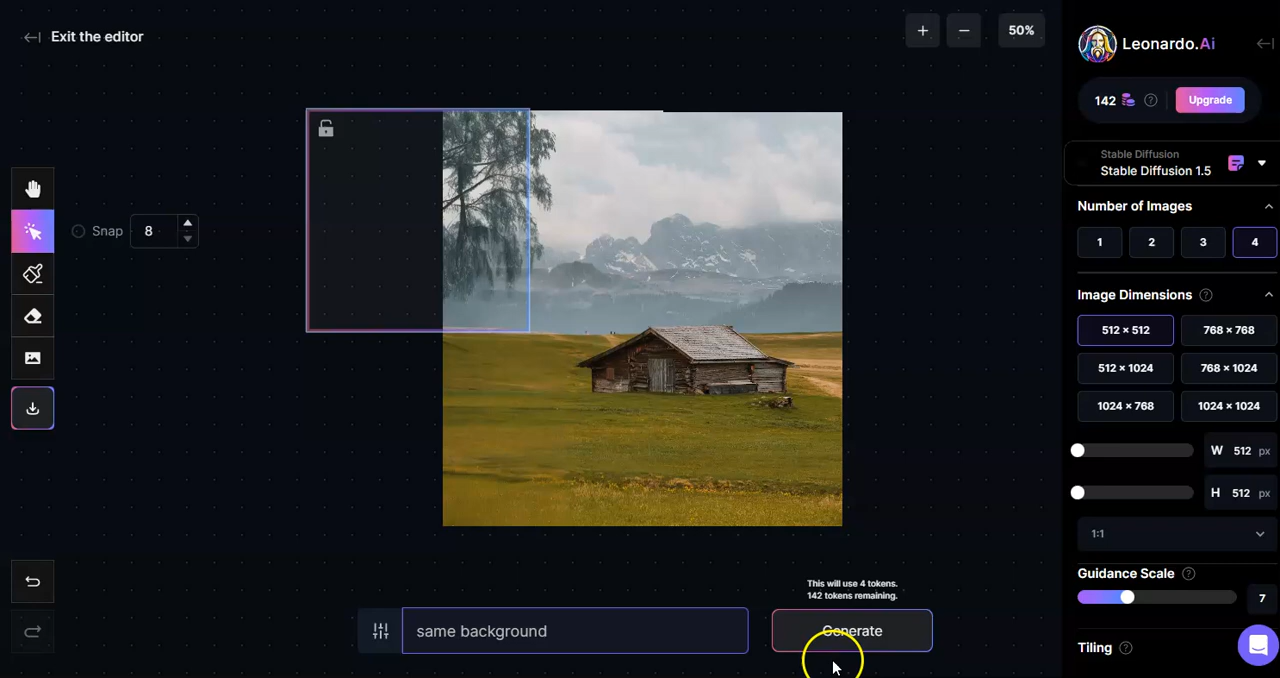 Exit the editor
50%
Leonardo.Ai
142
Upgrade
Stable Diffusion
Stable Diffusion 1.5
Number of Images
1
2
3
4
Snap
8
Image Dimensions
512 × 512
768 × 768
512 × 1024
768 × 1024
1024 × 768
1024 × 1024
W 512 px
H 512 px
1:1
Guidance Scale
7
Tiling
This will use 4 tokens.
142 tokens remaining.
same background
Generate